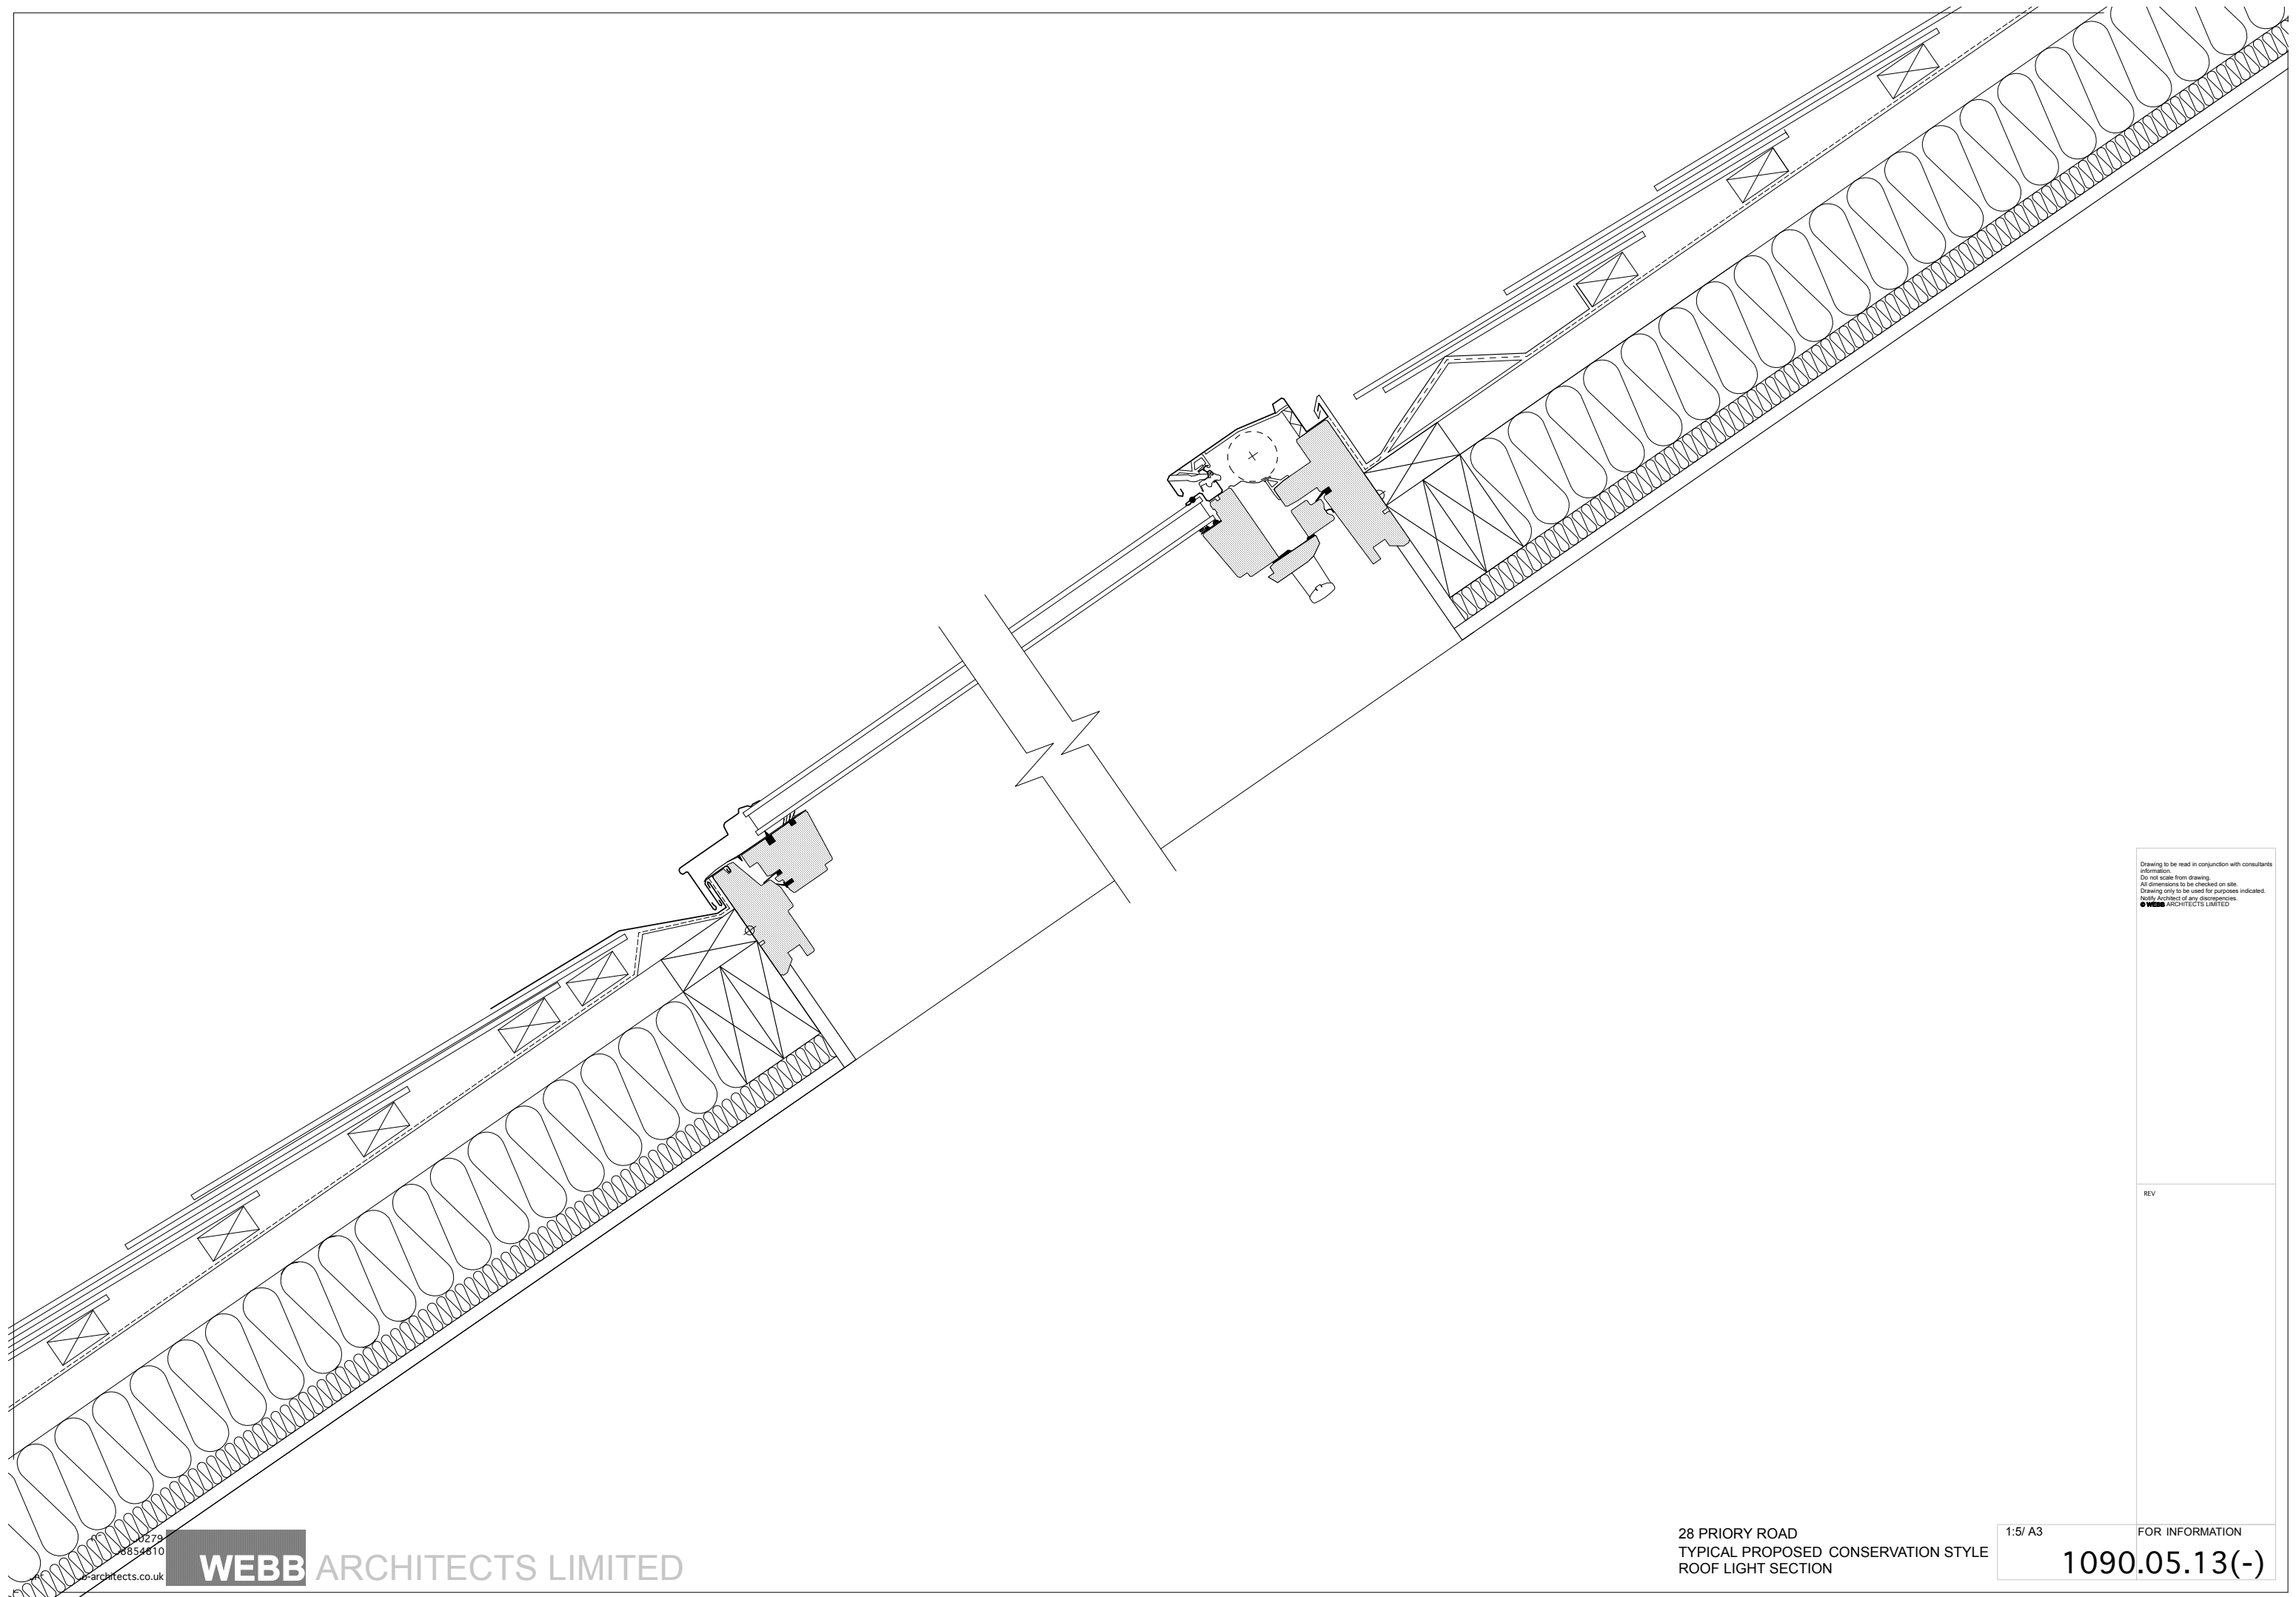 Drawing to be read in conjunction with consultants
information.
Do not scale from drawing.
All dimensions to be checked on site.
Drawing only to be used for purposes indicated.
Notify Architect of any discrepencies.
© WEBB ARCHITECTS LIMITED
REV
0279
8854810
b-architects.co.uk
WEBB ARCHITECTS LIMITED
28 PRIORY ROAD
TYPICAL PROPOSED CONSERVATION STYLE
ROOF LIGHT SECTION
1:5/ A3
FOR INFORMATION
1090.05.13(-)